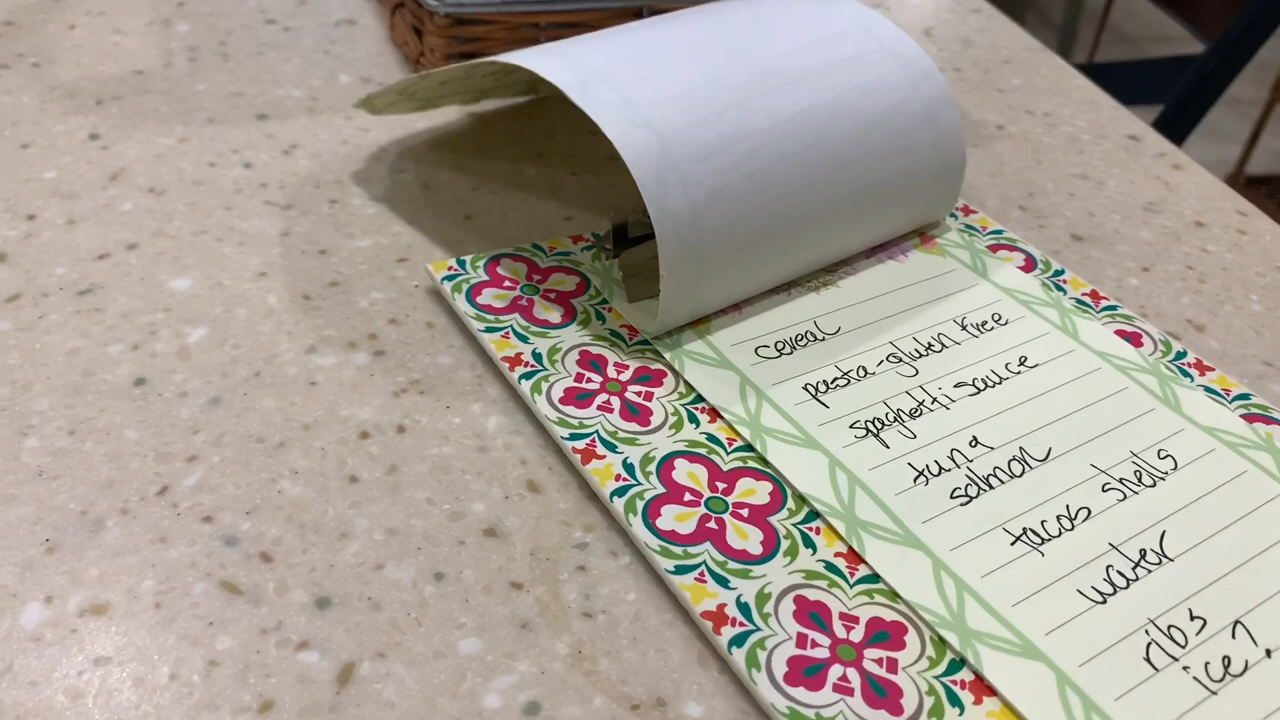 cereal
pasta-gluten free
spaghetti sauce
tuna
salmon
tacos shells
water
ribs
ice?